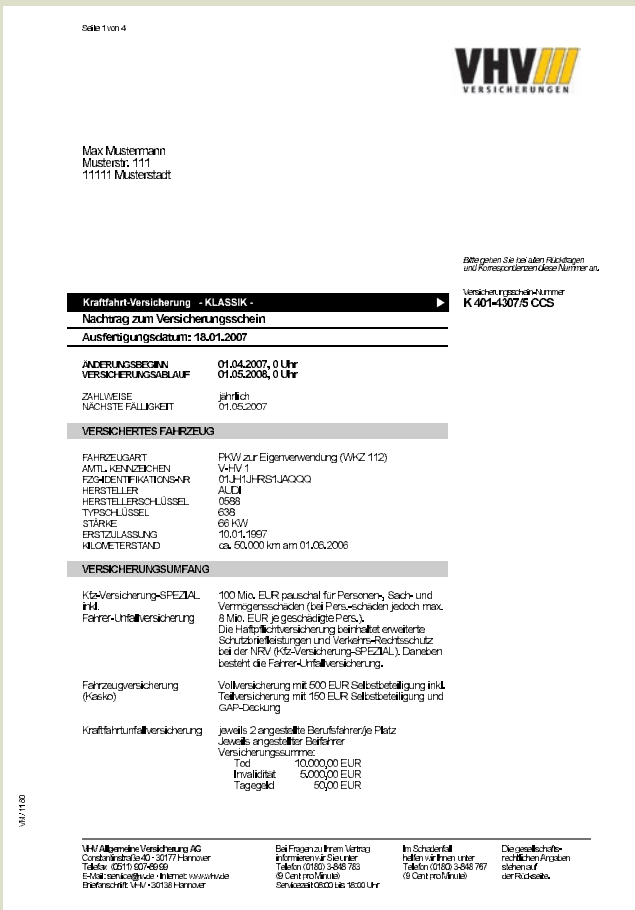 Seite 1 von 4
VHV
VERSICHERUNGEN
Max Mustermann
Musterstr. 111
11111 Musterstadt
Bitte geben Sie bei allen Rückfragen
und Korrespondenzen diese Nummer an.
Versicherungsschein-Nummer
K 401-4307/5 CCS
Kraftfahrt-Versicherung - KLASSIK -
Nachtrag zum Versicherungsschein
Ausfertigungsdatum: 18.01.2007
ÄNDERUNGSBEGINN 01.04.2007, 0 Uhr
VERSICHERUNGSABLAUF 01.05.2008, 0 Uhr
ZAHLWEISE jährlich
NÄCHSTE FÄLLIGKEIT 01.05.2007
VERSICHERTES FAHRZEUG
FAHRZEUGART PKW zur Eigenverwendung (WKZ 112)
AMTL. KENNZEICHEN V-HV 1
FZG-IDENTIFIKATIONS-NR 01JH1JHRS1JAQQQ
HERSTELLER AUDI
HERSTELLERSCHLÜSSEL 0588
TYPSCHLÜSSEL 638
STÄRKE 66 KW
ERSTZULASSUNG 10.01.1997
KILOMETERSTAND ca. 50.000 km am 01.06.2006
VERSICHERUNGSUMFANG
Kfz-Versicherung-SPEZIAL 100 Mio. EUR pauschal für Personen-, Sach- und
inkl. Vermögensschäden (bei Pers.-schäden jedoch max.
Fahrer-Unfallversicherung 8 Mio. EUR je geschädigte Pers.).
Die Haftpflichtversicherung beinhaltet erweiterte
Schutzbriefleistungen und Verkehrs-Rechtsschutz
bei der NRV (Kfz-Versicherung-SPEZIAL). Daneben
besteht die Fahrer-Unfallversicherung.
Fahrzeugversicherung Vollversicherung mit 500 EUR Selbstbeteiligung inkl.
(Kasko) Teilversicherung mit 150 EUR Selbstbeteiligung und
GAP-Deckung
Kraftfahrtunfallversicherung jeweils 2 angestellte Berufsfahrer/je Platz
Jeweils angestellter Beifahrer
Versicherungssumme:
Tod 10.000,00 EUR
Invalidität 5.000,00 EUR
Tagegeld 50,00 EUR
VHV Allgemeine Versicherung AG
Constantinstraße 40 · 30177 Hannover
Telefax (0511) 907-8999
E-Mail: service@vhv.de · Internet: www.vhv.de
Briefanschrift: VHV · 30138 Hannover
Bei Fragen zu Ihrem Vertrag
informieren wir Sie unter
Telefon (0180) 3-848 783
(9 Cent pro Minute)
Servicezeit 08:00 bis 18:00 Uhr
Im Schadenfall
helfen wir Ihnen unter
Telefon (0180) 3-848 767
(9 Cent pro Minute)
Die gesellschafts-
rechtlichen Angaben
stehen auf
der Rückseite.